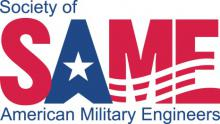 Society of
SAME
American Military Engineers